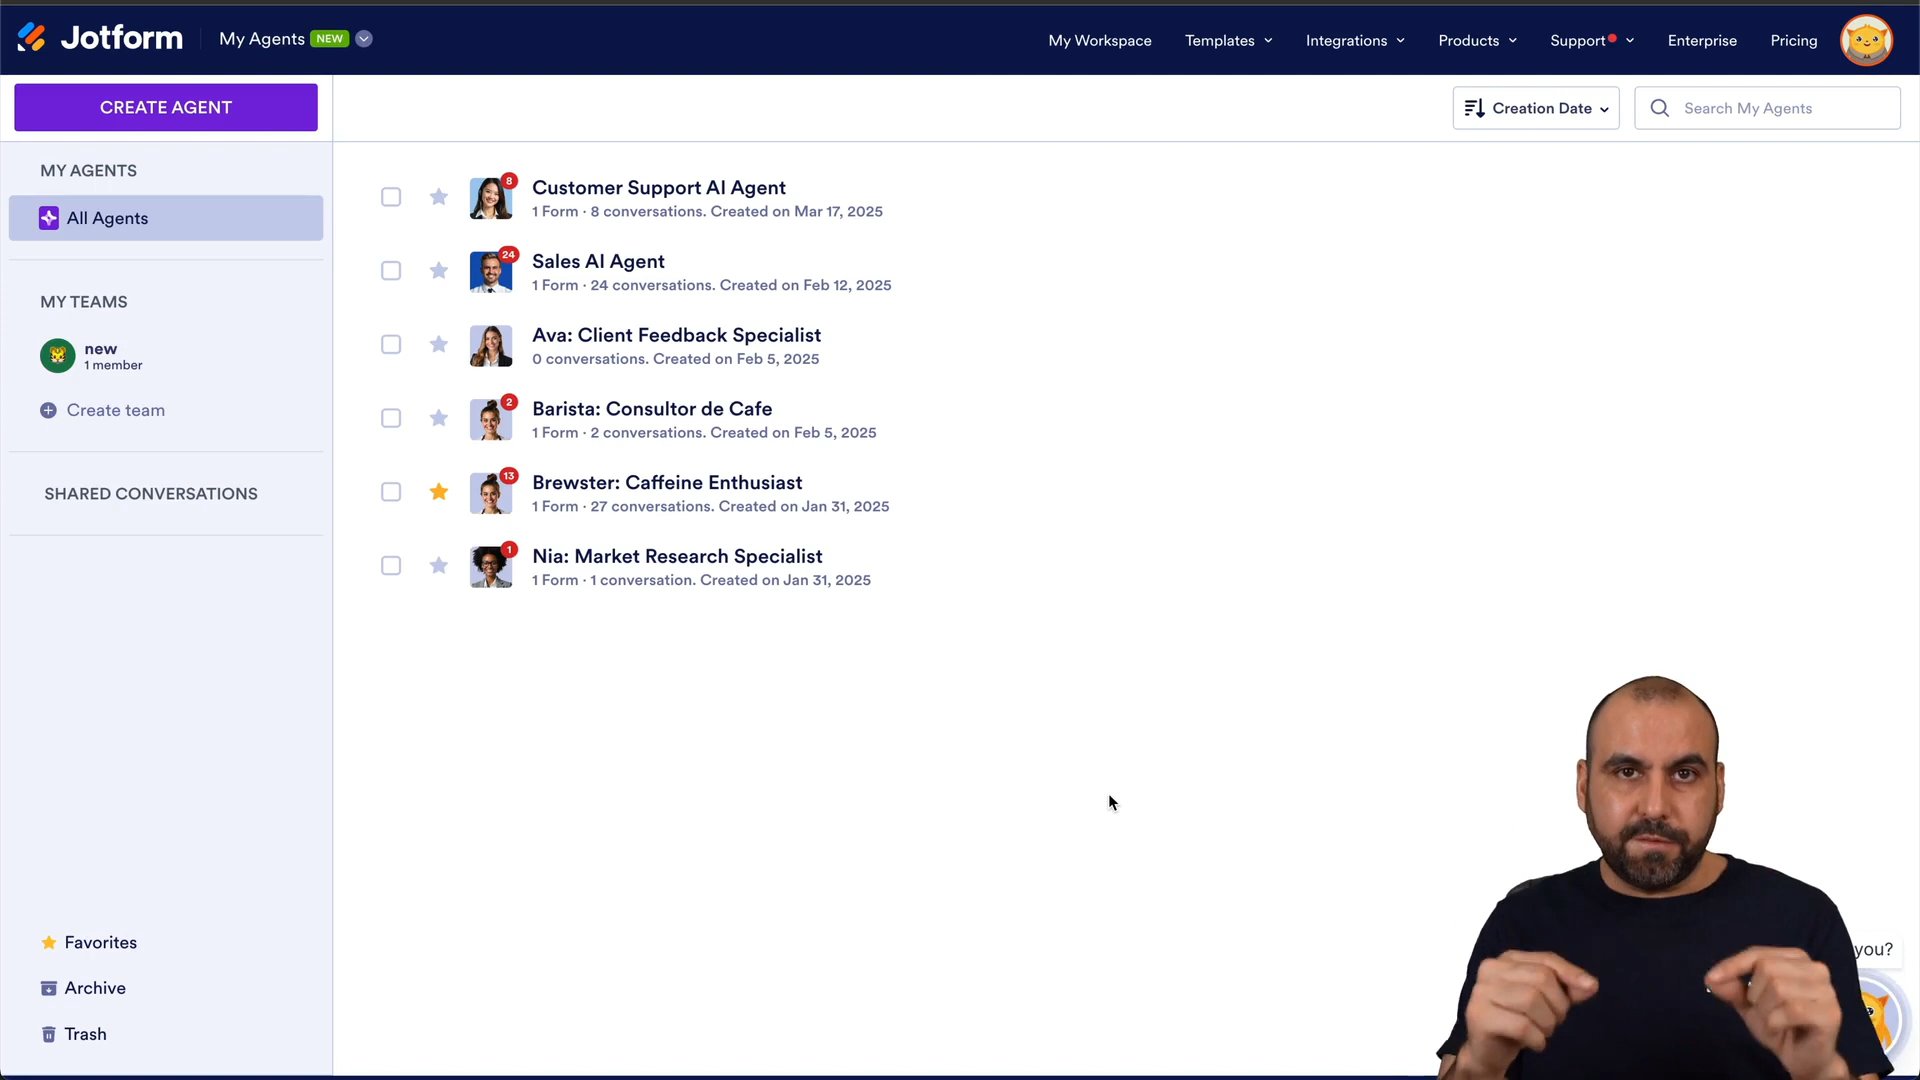 Jotform
My Agents NEW
My Workspace
Templates
Integrations
Products
Support
Enterprise
Pricing
CREATE AGENT
Creation Date
Search My Agents
MY AGENTS
All Agents
MY TEAMS
new
1 member
Create team
SHARED CONVERSATIONS
Favorites
Archive
Trash
8
Customer Support AI Agent
1 Form · 8 conversations. Created on Mar 17, 2025
24
Sales AI Agent
1 Form · 24 conversations. Created on Feb 12, 2025
Ava: Client Feedback Specialist
0 conversations. Created on Feb 5, 2025
2
Barista: Consultor de Cafe
1 Form · 2 conversations. Created on Feb 5, 2025
13
Brewster: Caffeine Enthusiast
1 Form · 27 conversations. Created on Jan 31, 2025
1
Nia: Market Research Specialist
1 Form · 1 conversation. Created on Jan 31, 2025
you?